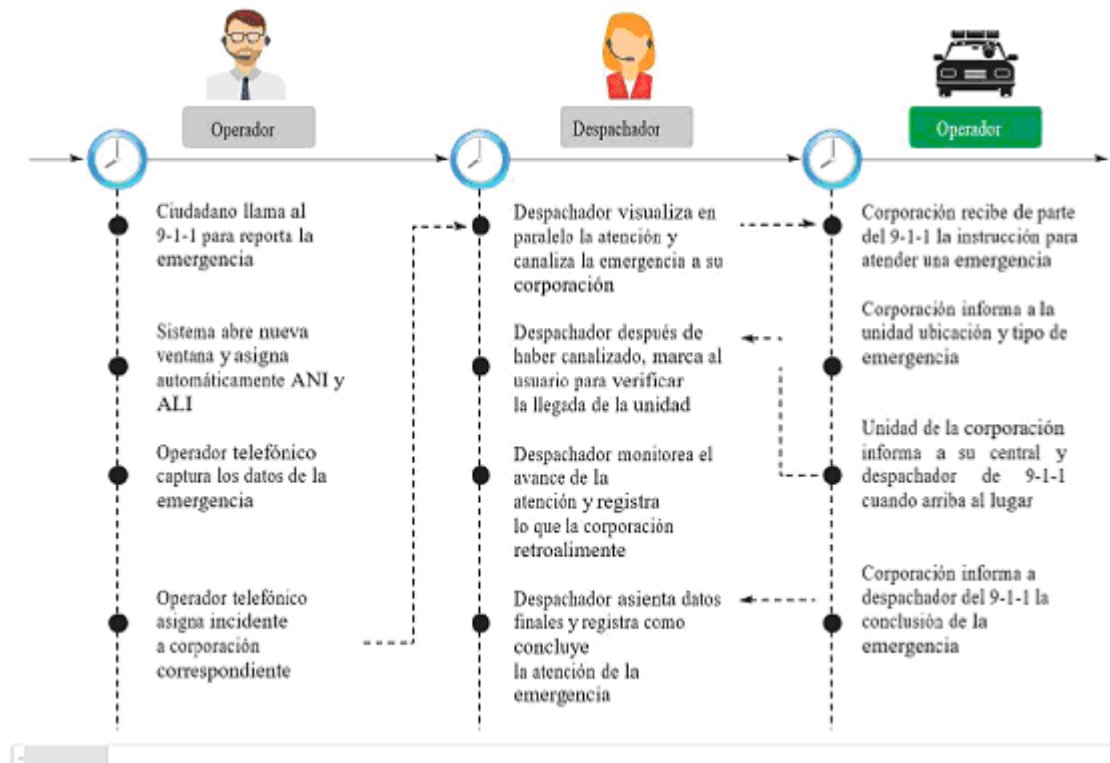 Operador
Despachador
Operador
Ciudadano llama al
9-1-1 para reporta la
emergencia
Sistema abre nueva
ventana y asigna
automáticamente ANI y
ALI
Operador telefónico
captura los datos de la
emergencia
Operador telefónico
asigna incidente
a corporación
correspondiente
Despachador visualiza en
paralelo la atención y
canaliza la emergencia a su
corporación
Despachador después de
haber canalizado, marca al
usuario para verificar
la llegada de la unidad
Despachador monitorea el
avance de la
atención y registra
lo que la corporación
retroalimente
Despachador asienta datos
finales y registra como
concluye
la atención de la
emergencia
Corporación recibe de parte
del 9-1-1 la instrucción para
atender una emergencia
Corporación informa a la
unidad ubicación y tipo de
emergencia
Unidad de la corporación
informa a su central y
despachador de 9-1-1
cuando arriba al lugar
Corporación informa a
despachador del 9-1-1 la
conclusión de la
emergencia